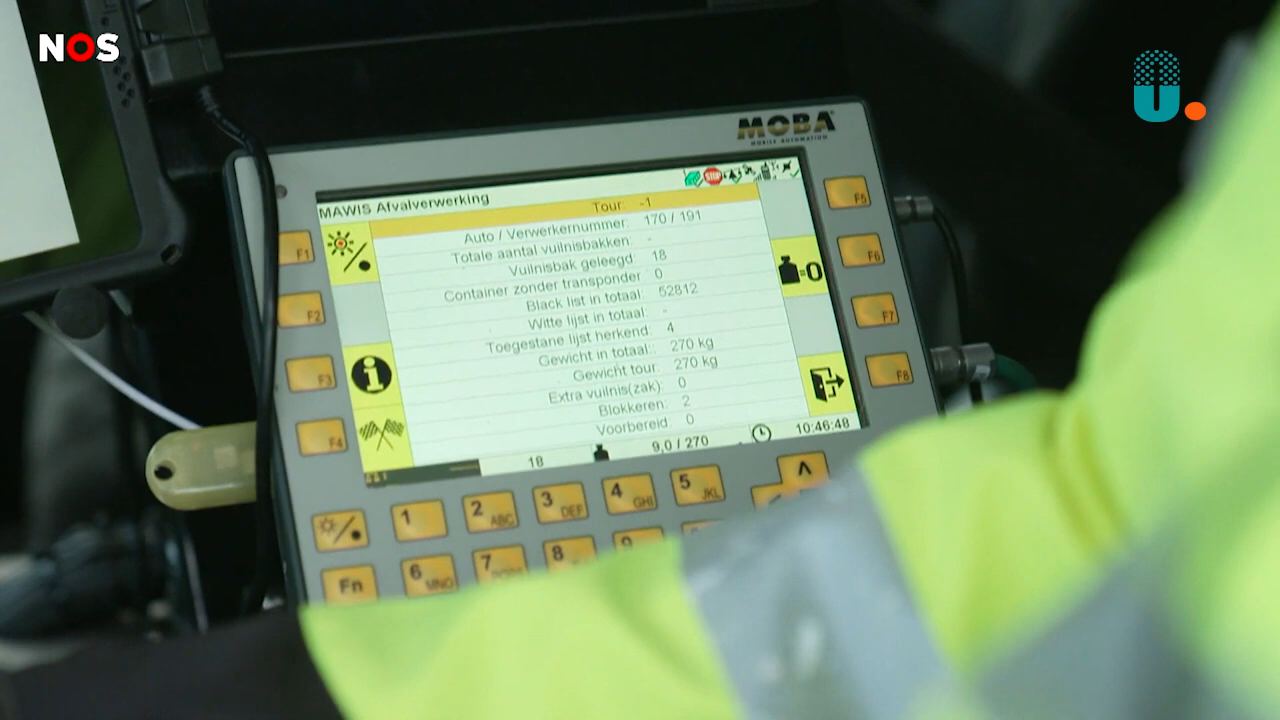 NOS
U.
MOBA
MOBILE AUTOMATION
MAWIS Afvalverwerking
STOP
Tour: -1
Auto / Verwerkernummer: 170 / 191
Totale aantal vuilnisbakken: -
Vuilnisbak geleegd: 18
Container zonder transponder 0
Black list in totaal: 52812
Witte lijst in totaal: -
Toegestane lijst herkend: 4
Gewicht in totaal:: 270 kg
Gewicht tour: 270 kg
Extra vuilnis(zak): 0
Blokkeren: 2
Voorbereid: 0
=0
18
9,0 / 270
10:46:48
F1
F2
F3
F4
F5
F6
F7
F8
1
2 ABC
3 DEF
4 GHI
5 JKL
Fn
6 MNO
7
8
9